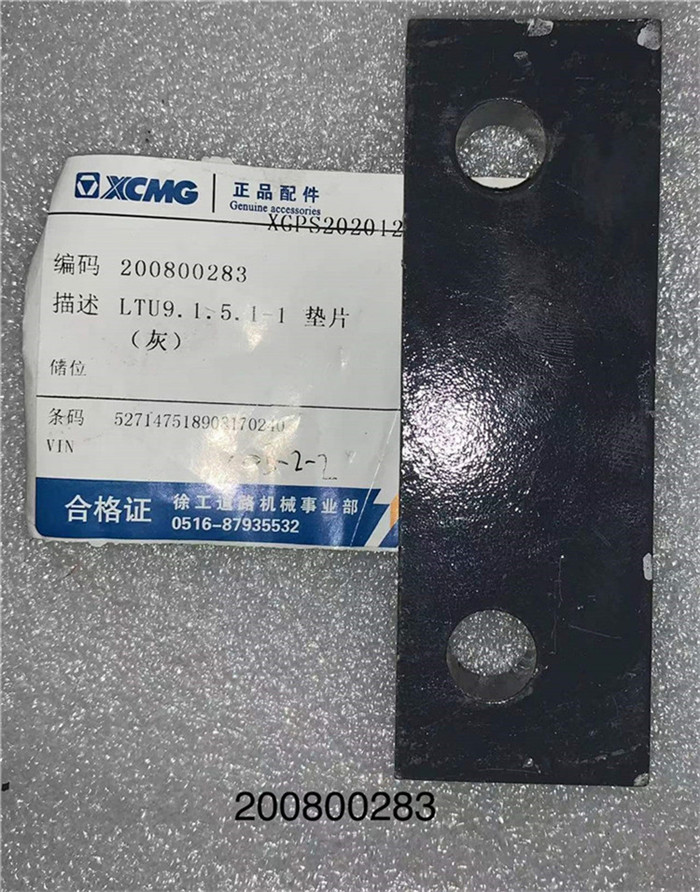 XCMG
正品配件
Genuine accessories
XGPS202012
编码 200800283
描述 LTU9.1.5.1-1 垫片
(灰)
储位
条码 527147518903170240
VIN
合格证
徐工道路机械事业部
0516-87935532
200800283